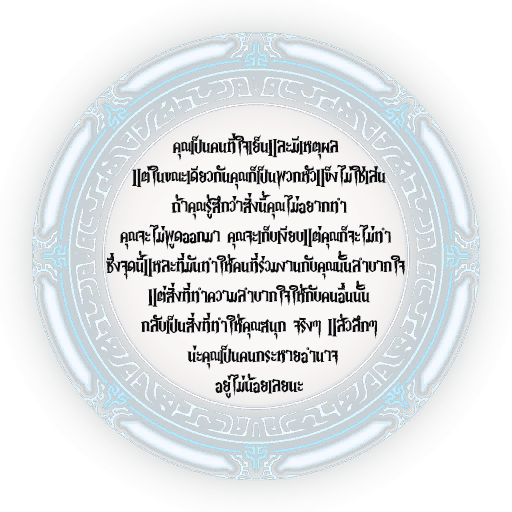 คุณเป็นคนที่ใจเย็นและมีเหตุผล
แต่ในขณะเดียวกันคุณก็เป็นพวกหัวแข็งไม่ใช่เล่น
ถ้าคุณรู้สึกว่าสิ่งนี้คุณไม่อยากทำ
คุณจะไม่พูดออกมา คุณจะเก็บเงียบแต่คุณก็จะไม่ทำ
ซึ่งจุดนี้แหละที่มันทำให้คนที่ร่วมงานกับคุณนั้นลำบากใจ
แต่สิ่งที่ทำความลำบากใจให้กับคนอื่นนั้น
กลับเป็นสิ่งที่ทำให้คุณสนุก จริงๆ แล้วลึกๆ
น่ะคุณเป็นคนกระหายอำนาจ
อยู่ไม่น้อยเลยนะ